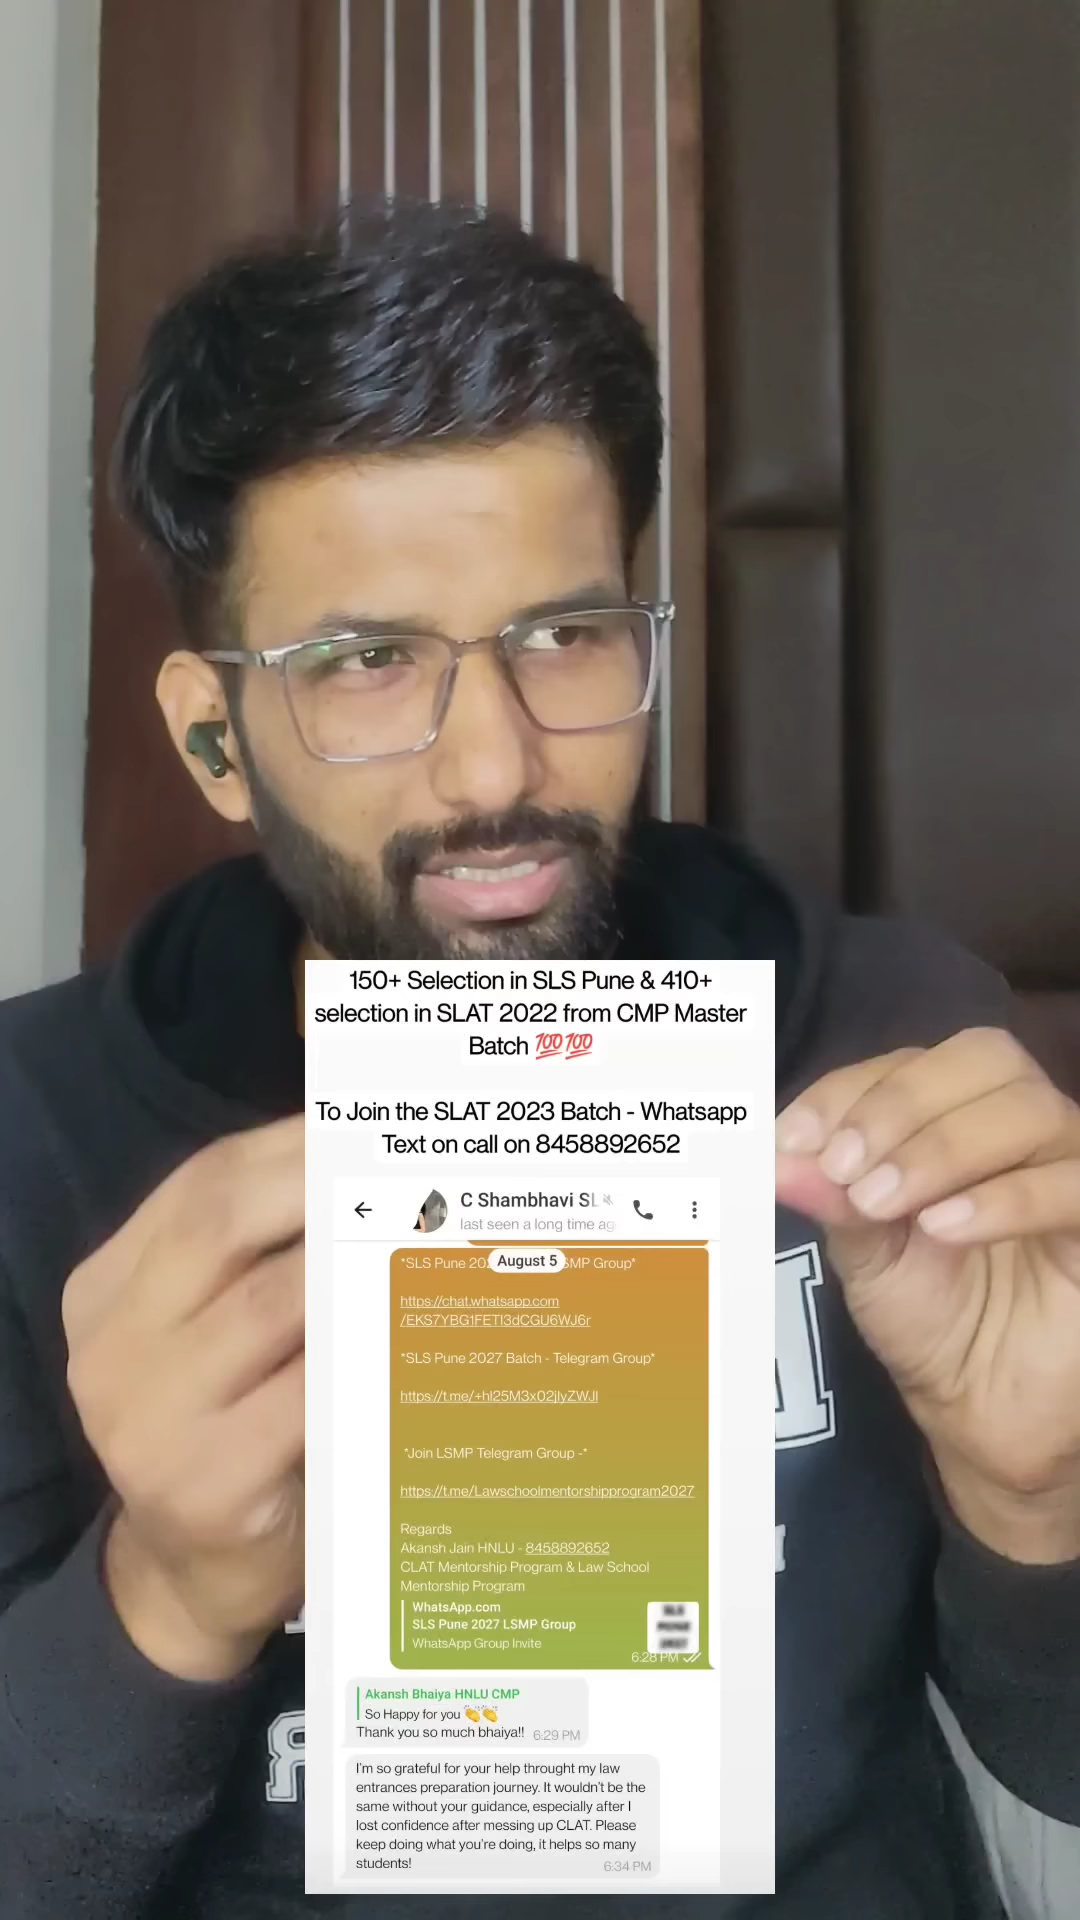 150+ Selection in SLS Pune & 410+
selection in SLAT 2022 from CMP Master
Batch 💯💯
To Join the SLAT 2023 Batch - Whatsapp
Text on call on 8458892652
C Shambhavi SL
last seen a long time ag
August 5
*SLS Pune MP Group*
https://chat.whatsapp.com
/EKS7YBG1FETI3dCGU6WJ6r
*SLS Pune 2027 Batch - Telegram Group*
https://t.me/+hI25M3x02jIyZWJl
*Join LSMP Telegram Group -*
https://t.me/Lawschoolmentorshipprogram2027
Regards
Akansh Jain HNLU - 8458892652
CLAT Mentorship Program & Law School
Mentorship Program
WhatsApp.com
SLS Pune 2027 LSMP Group
WhatsApp Group Invite
SLS
PUNE
2027
6:28 PM
Akansh Bhaiya HNLU CMP
So Happy for you 👏👏
Thank you so much bhaiya!! 6:29 PM
I'm so grateful for your help throught my law
entrances preparation journey. It wouldn't be the
same without your guidance, especially after I
lost confidence after messing up CLAT. Please
keep doing what you're doing, it helps so many
students! 6:34 PM